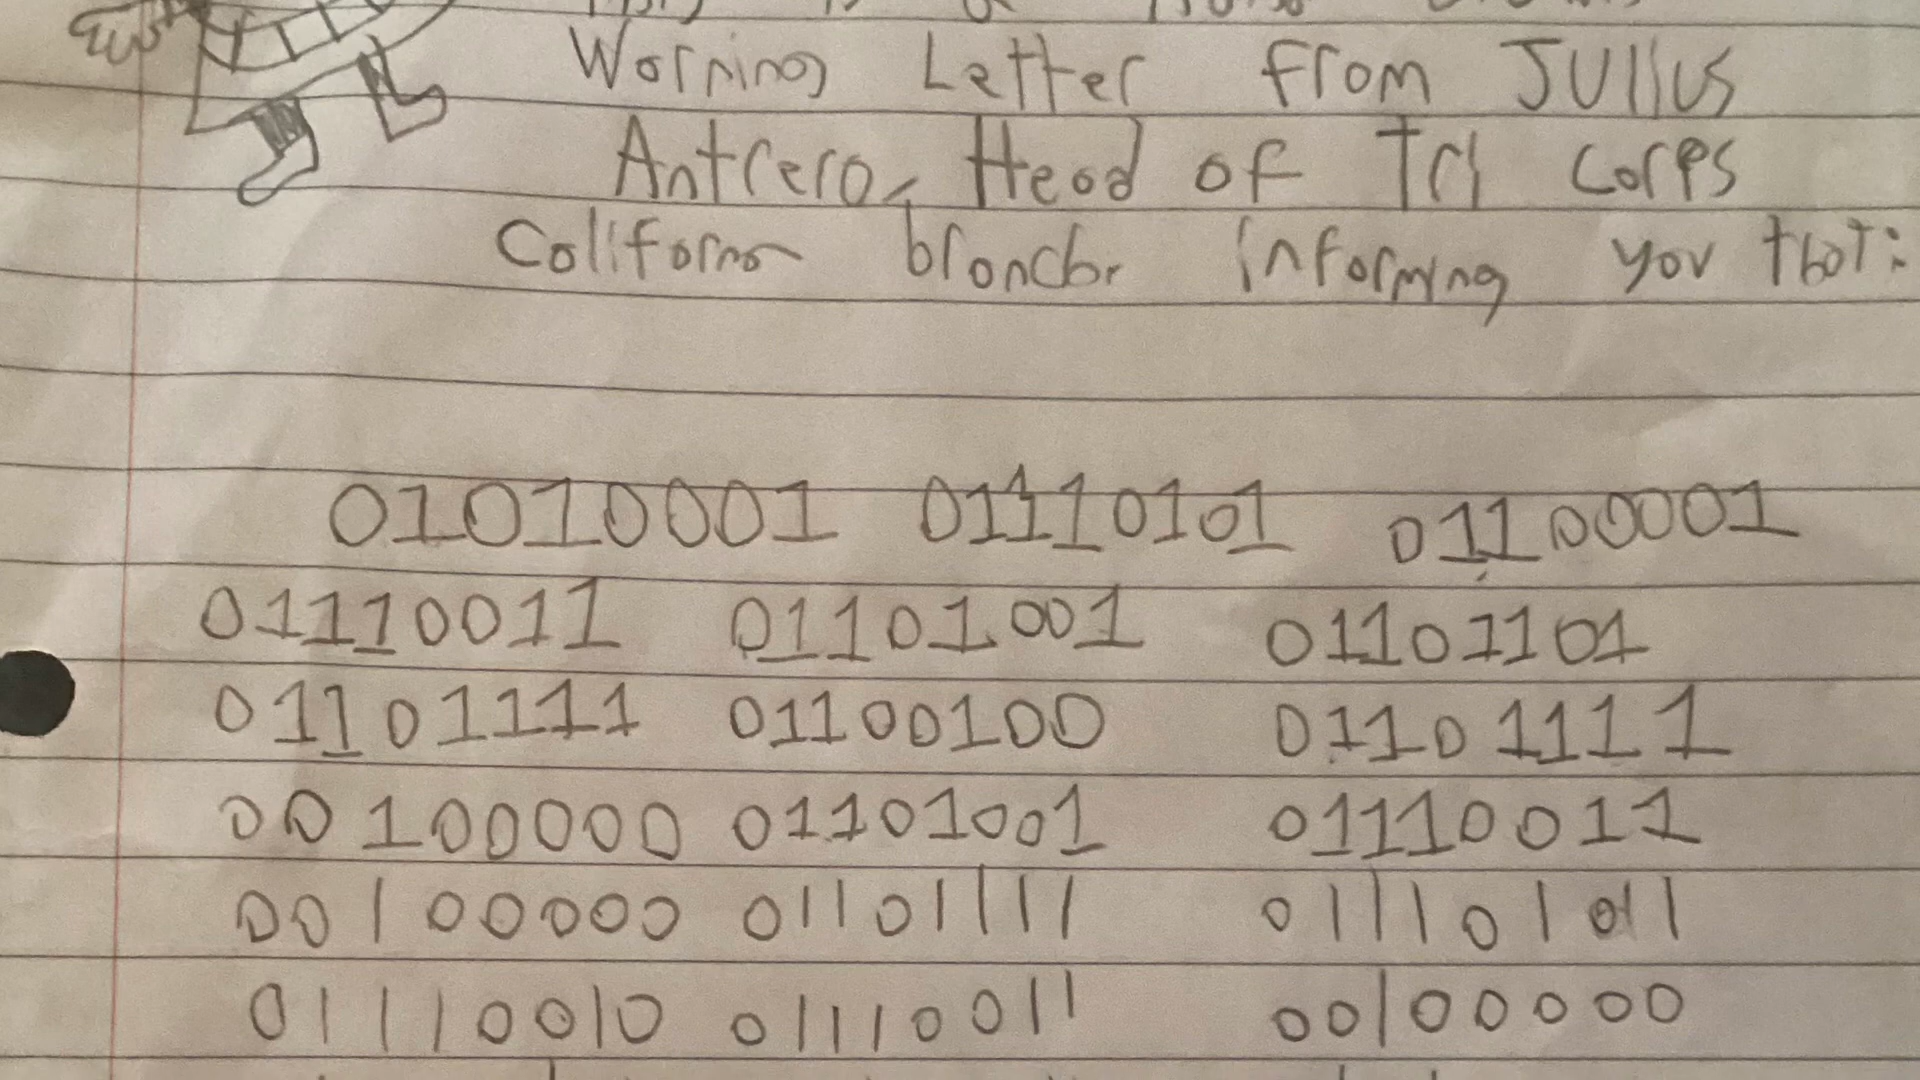 Warning Letter from JUlius
Antrero, Head of Tri Corps
Californa branch, informing you that:
01010001 01110101 01100001
01110011 01101001 01101101
01101111 01100100 01101111
00100000 01101001 01110011
00100000 01101111 01110101
01110010 01110011 00100000